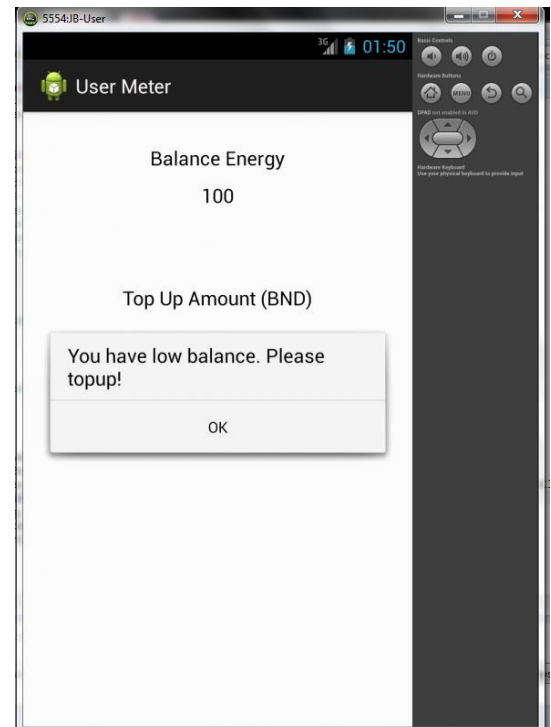 5554:JB-User
3G
01:50
User Meter
Balance Energy
100
Top Up Amount (BND)
You have low balance. Please
topup!
OK
Basic Controls
Hardware Buttons
MENU
DPAD not enabled in AVD
Hardware Keyboard
Use your physical keyboard to provide input